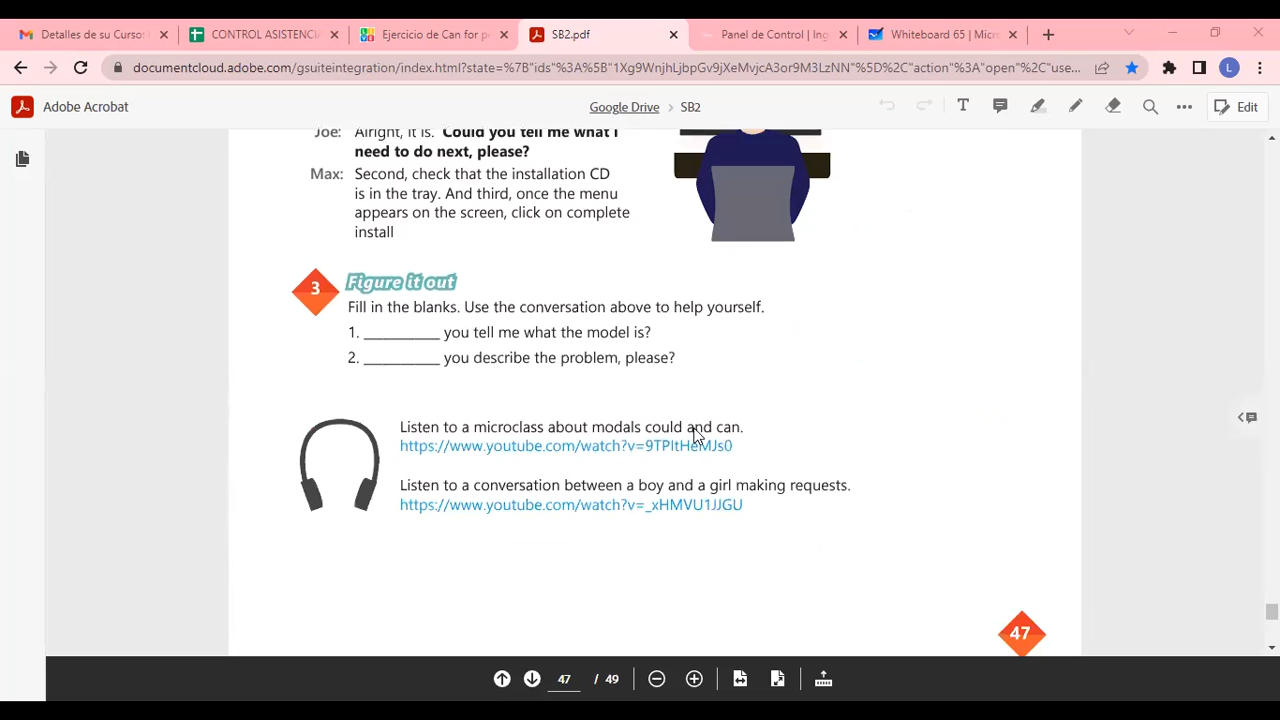 Detalles de su Curso:
CONTROL ASISTENCIA
Ejercicio de Can for pe
SB2.pdf
Panel de Control | Ing
Whiteboard 65 | Micro
documentcloud.adobe.com/gsuiteintegration/index.html?state=%7B"ids"%3A%5B"1Xg9WnjhLjbpGv9jXeMvjcA3or9M3LzNN"%5D%2C"action"%3A"open"%2C"use...
L
Adobe Acrobat
Google Drive
SB2
Edit
Joe: Alright, it is. Could you tell me what I
need to do next, please?
Max: Second, check that the installation CD
is in the tray. And third, once the menu
appears on the screen, click on complete
install
3 Figure it out
Fill in the blanks. Use the conversation above to help yourself.
1. ___________ you tell me what the model is?
2. ___________ you describe the problem, please?
Listen to a microclass about modals could and can.
https://www.youtube.com/watch?v=9TPItHeMJs0
Listen to a conversation between a boy and a girl making requests.
https://www.youtube.com/watch?v=_xHMVU1JJGU
47
47 / 49